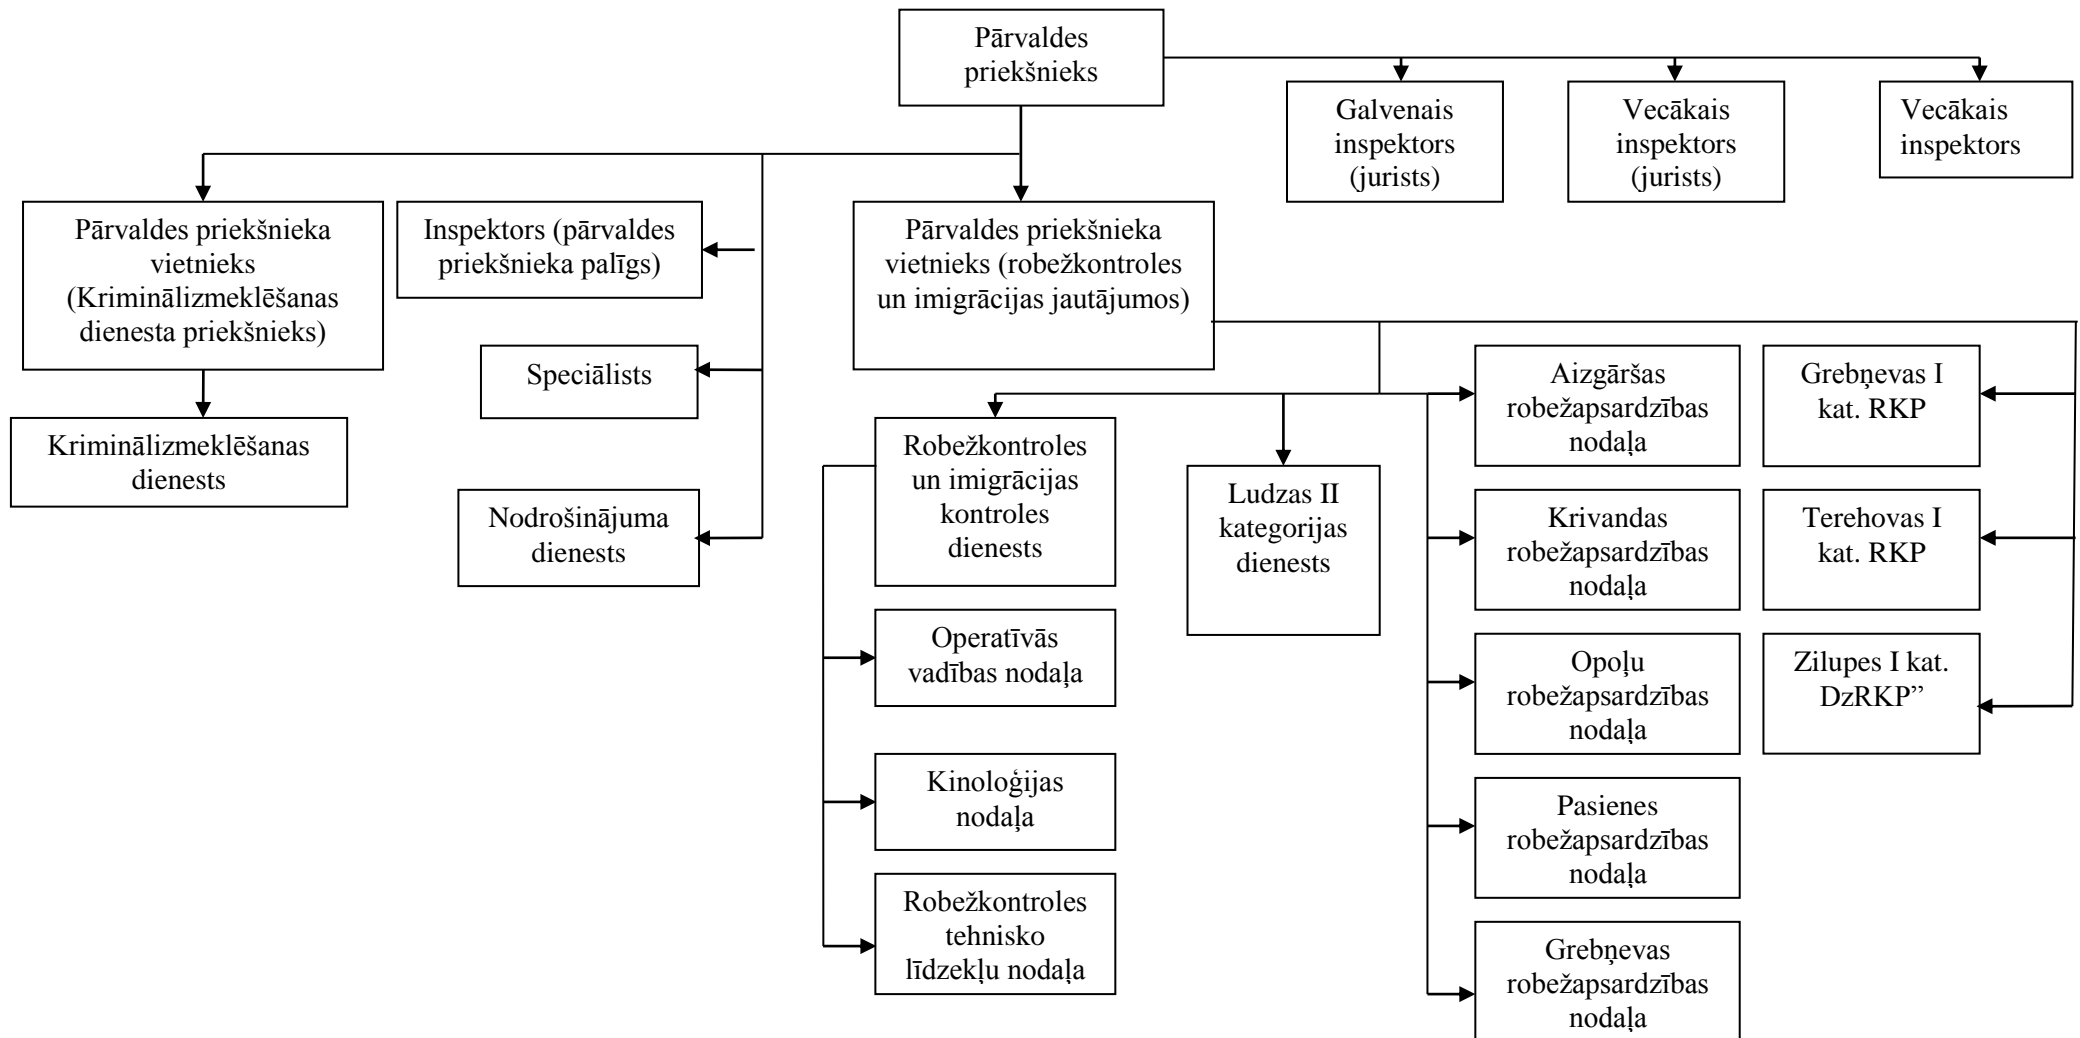 Pārvaldes
priekšnieks
Galvenais
inspektors
(jurists)
Vecākais
inspektors
(jurists)
Vecākais
inspektors
Pārvaldes priekšnieka
vietnieks
(Kriminālizmeklēšanas
dienesta priekšnieks)
Inspektors (pārvaldes
priekšnieka palīgs)
Pārvaldes priekšnieka
vietnieks (robežkontroles
un imigrācijas jautājumos)
Speciālists
Kriminālizmeklēšanas
dienests
Nodrošinājuma
dienests
Robežkontroles
un imigrācijas
kontroles
dienests
Ludzas II
kategorijas
dienests
Operatīvās
vadības nodaļa
Kinoloģijas
nodaļa
Robežkontroles
tehnisko
līdzekļu nodaļa
Aizgāršas
robežapsardzības
nodaļa
Krivandas
robežapsardzības
nodaļa
Opoļu
robežapsardzības
nodaļa
Pasienes
robežapsardzības
nodaļa
Grebņevas
robežapsardzības
nodaļa
Grebņevas I
kat. RKP
Terehovas I
kat. RKP
Zilupes I kat.
DzRKP”